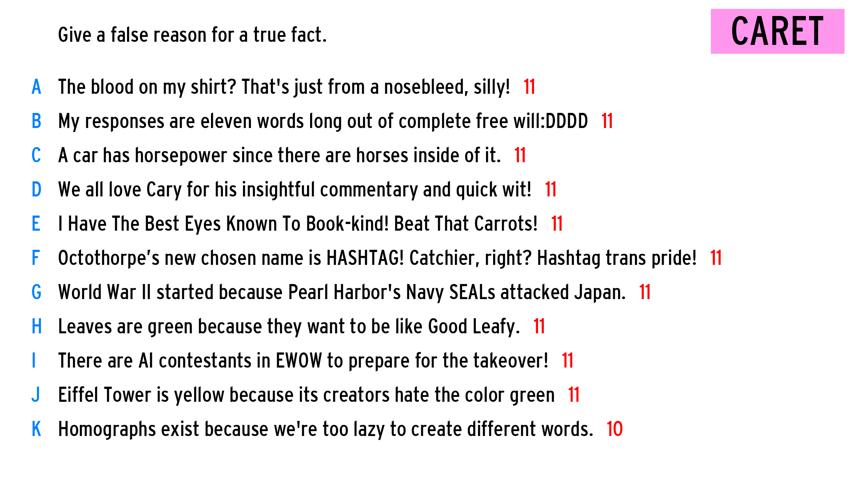 Give a false reason for a true fact.
CARET
A The blood on my shirt? That's just from a nosebleed, silly! 11
B My responses are eleven words long out of complete free will:DDDD 11
C A car has horsepower since there are horses inside of it. 11
D We all love Cary for his insightful commentary and quick wit! 11
E I Have The Best Eyes Known To Book-kind! Beat That Carrots! 11
F Octothorpe’s new chosen name is HASHTAG! Catchier, right? Hashtag trans pride! 11
G World War II started because Pearl Harbor's Navy SEALs attacked Japan. 11
H Leaves are green because they want to be like Good Leafy. 11
I There are AI contestants in EWOW to prepare for the takeover! 11
J Eiffel Tower is yellow because its creators hate the color green 11
K Homographs exist because we're too lazy to create different words. 10